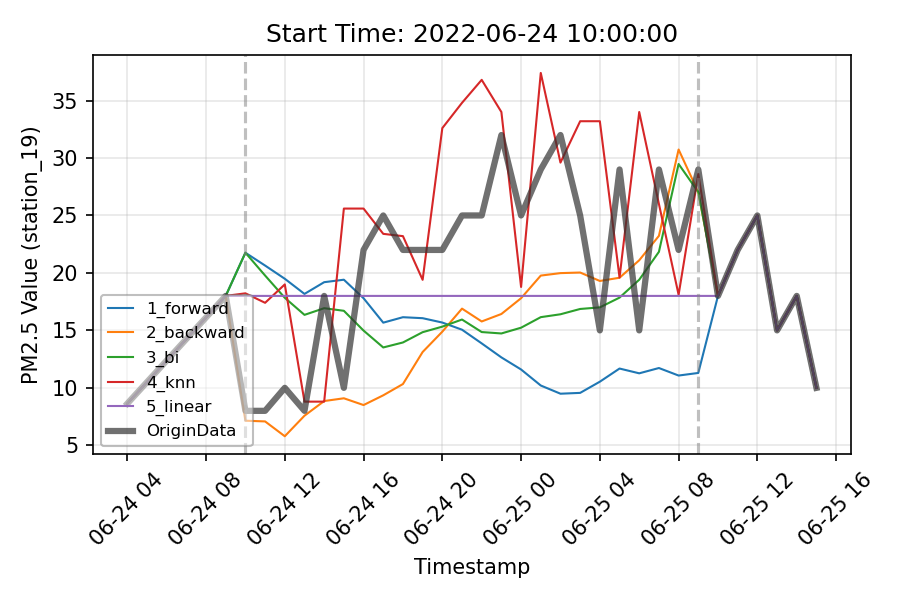 Start Time: 2022-06-24 10:00:00
PM2.5 Value (station_19)
35
30
25
20
15
10
5
1_forward
2_backward
3_bi
4_knn
5_linear
OriginData
06-24 04
06-24 08
06-24 12
06-24 16
06-24 20
06-25 00
06-25 04
06-25 08
06-25 12
06-25 16
Timestamp